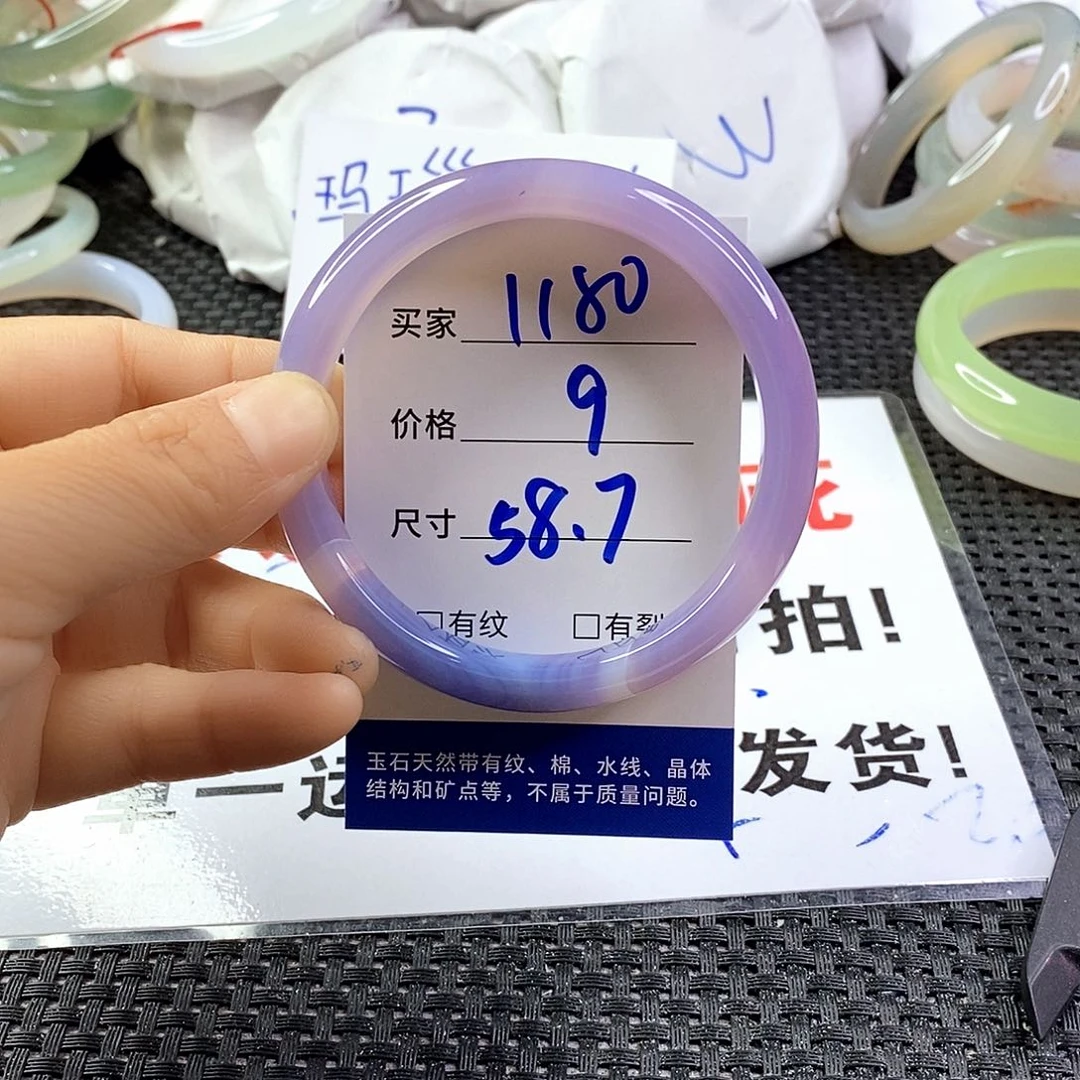 玛
W
买家 1180
价格 9
尺寸 58.7
□有纹 □有裂
玉石天然带有纹、棉、水线、晶体
结构和矿点等，不属于质量问题。
拍！
一运 发货！